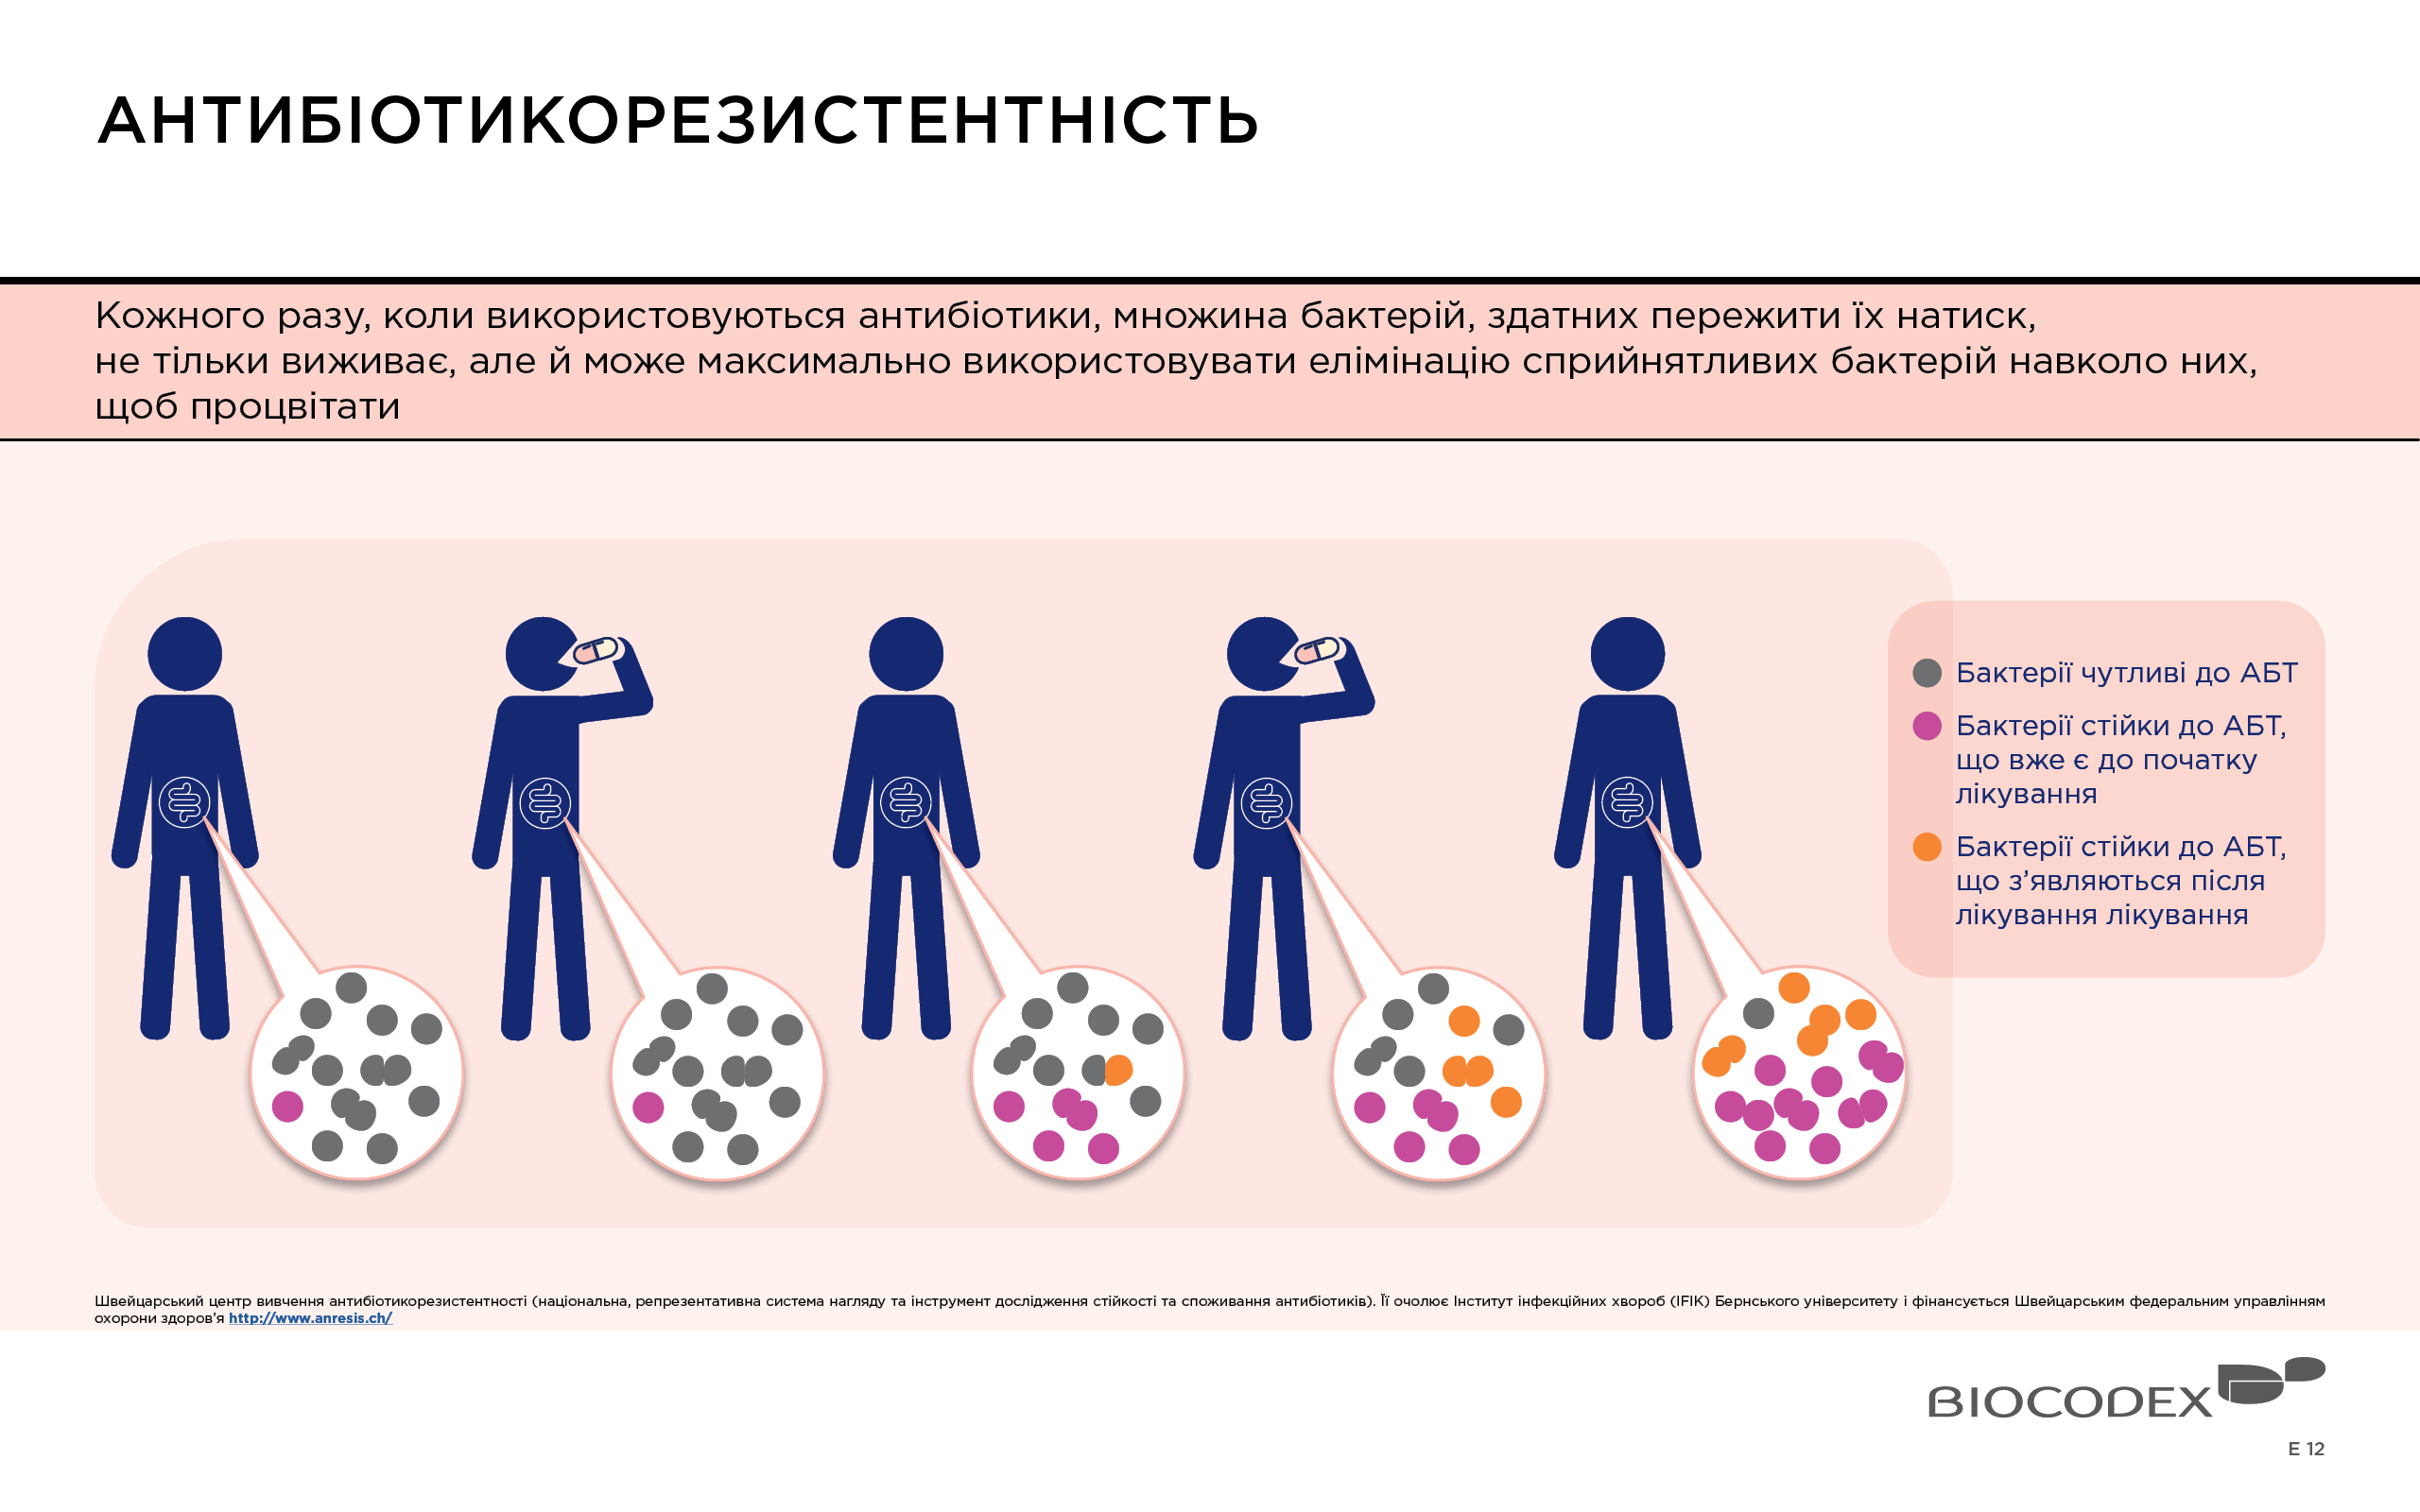 АНТИБІОТИКОРЕЗИСТЕНТНІСТЬ
Кожного разу, коли використовуються антибіотики, множина бактерій, здатних пережити їх натиск,
не тільки виживає, але й може максимально використовувати елімінацію сприйнятливих бактерій навколо них,
щоб процвітати
Бактерії чутливі до АБТ
Бактерії стійки до АБТ,
що вже є до початку
лікування
Бактерії стійки до АБТ,
що з’являються після
лікування лікування
Швейцарський центр вивчення антибіотикорезистентності (національна, репрезентативна система нагляду та інструмент дослідження стійкості та споживання антибіотиків). Її очолює Інститут інфекційних хвороб (IFIK) Бернського університету і фінансується Швейцарським федеральним управлінням
охорони здоров’я http://www.anresis.ch/
BIOCODEX
E 12